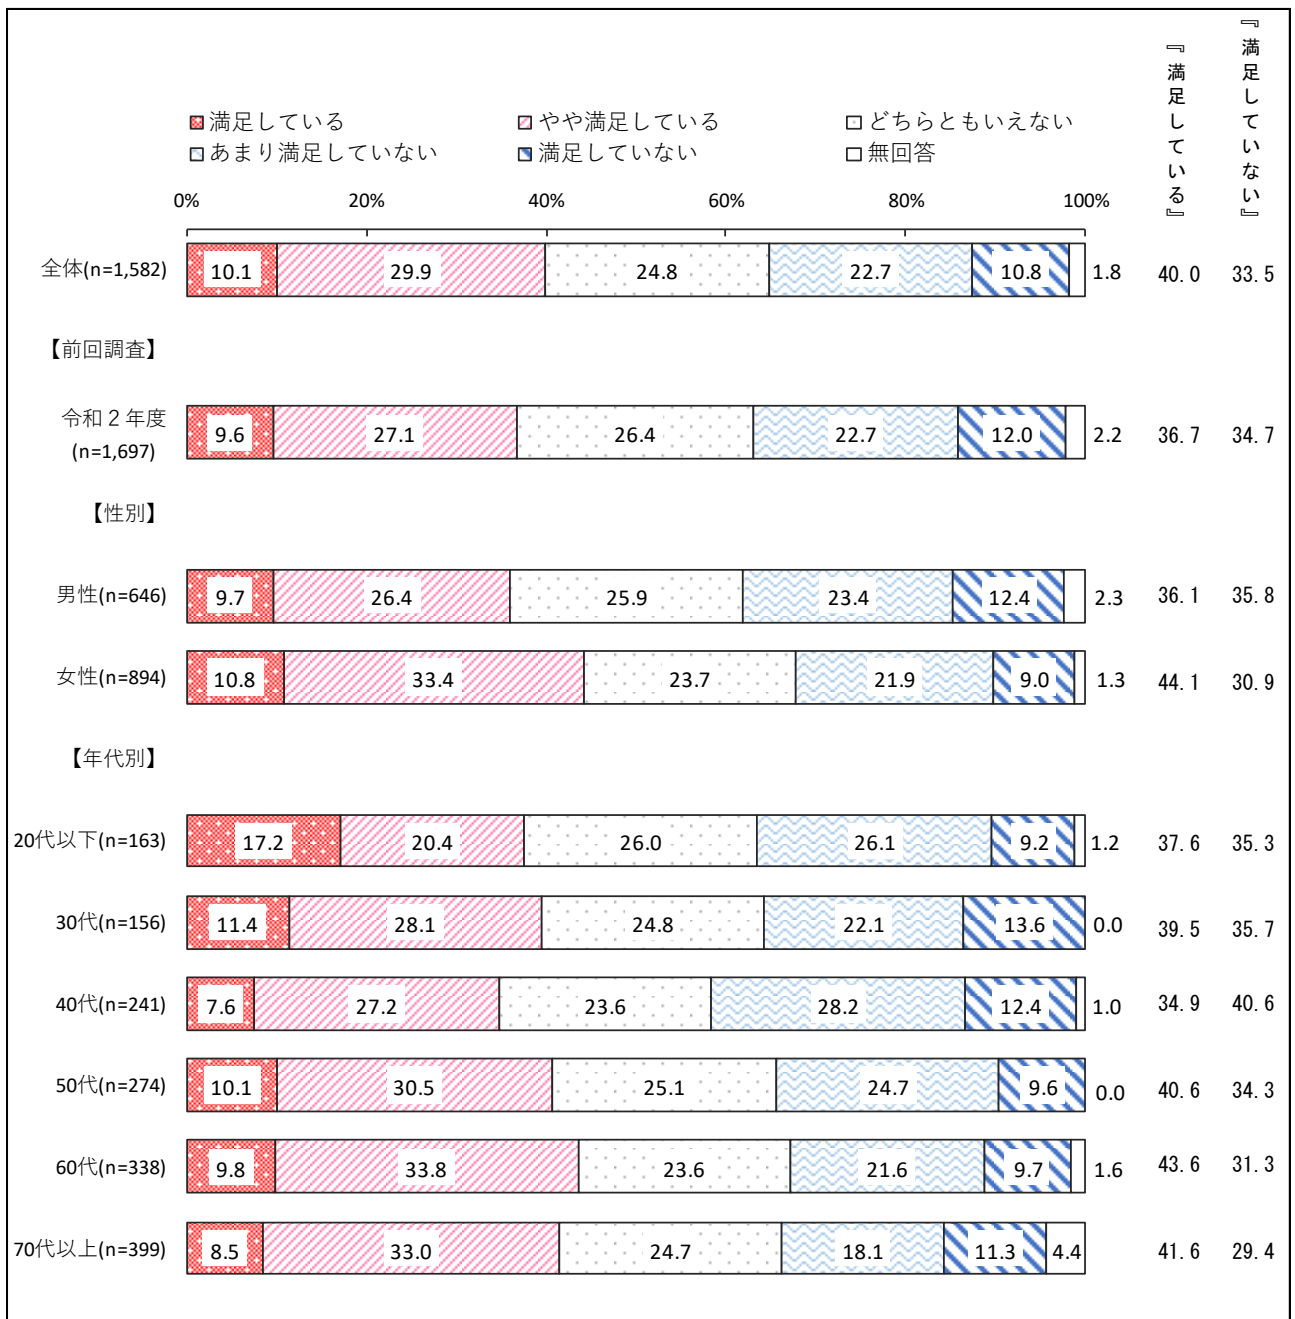 『満足している』
『満足していない』
満足している やや満足している どちらともいえない
あまり満足していない 満足していない 無回答
0% 20% 40% 60% 80% 100%
全体(n=1,582) 10.1 29.9 24.8 22.7 10.8 1.8 40.0 33.5
【前回調査】
令和２年度
(n=1,697) 9.6 27.1 26.4 22.7 12.0 2.2 36.7 34.7
【性別】
男性(n=646) 9.7 26.4 25.9 23.4 12.4 2.3 36.1 35.8
女性(n=894) 10.8 33.4 23.7 21.9 9.0 1.3 44.1 30.9
【年代別】
20代以下(n=163) 17.2 20.4 26.0 26.1 9.2 1.2 37.6 35.3
30代(n=156) 11.4 28.1 24.8 22.1 13.6 0.0 39.5 35.7
40代(n=241) 7.6 27.2 23.6 28.2 12.4 1.0 34.9 40.6
50代(n=274) 10.1 30.5 25.1 24.7 9.6 0.0 40.6 34.3
60代(n=338) 9.8 33.8 23.6 21.6 9.7 1.6 43.6 31.3
70代以上(n=399) 8.5 33.0 24.7 18.1 11.3 4.4 41.6 29.4